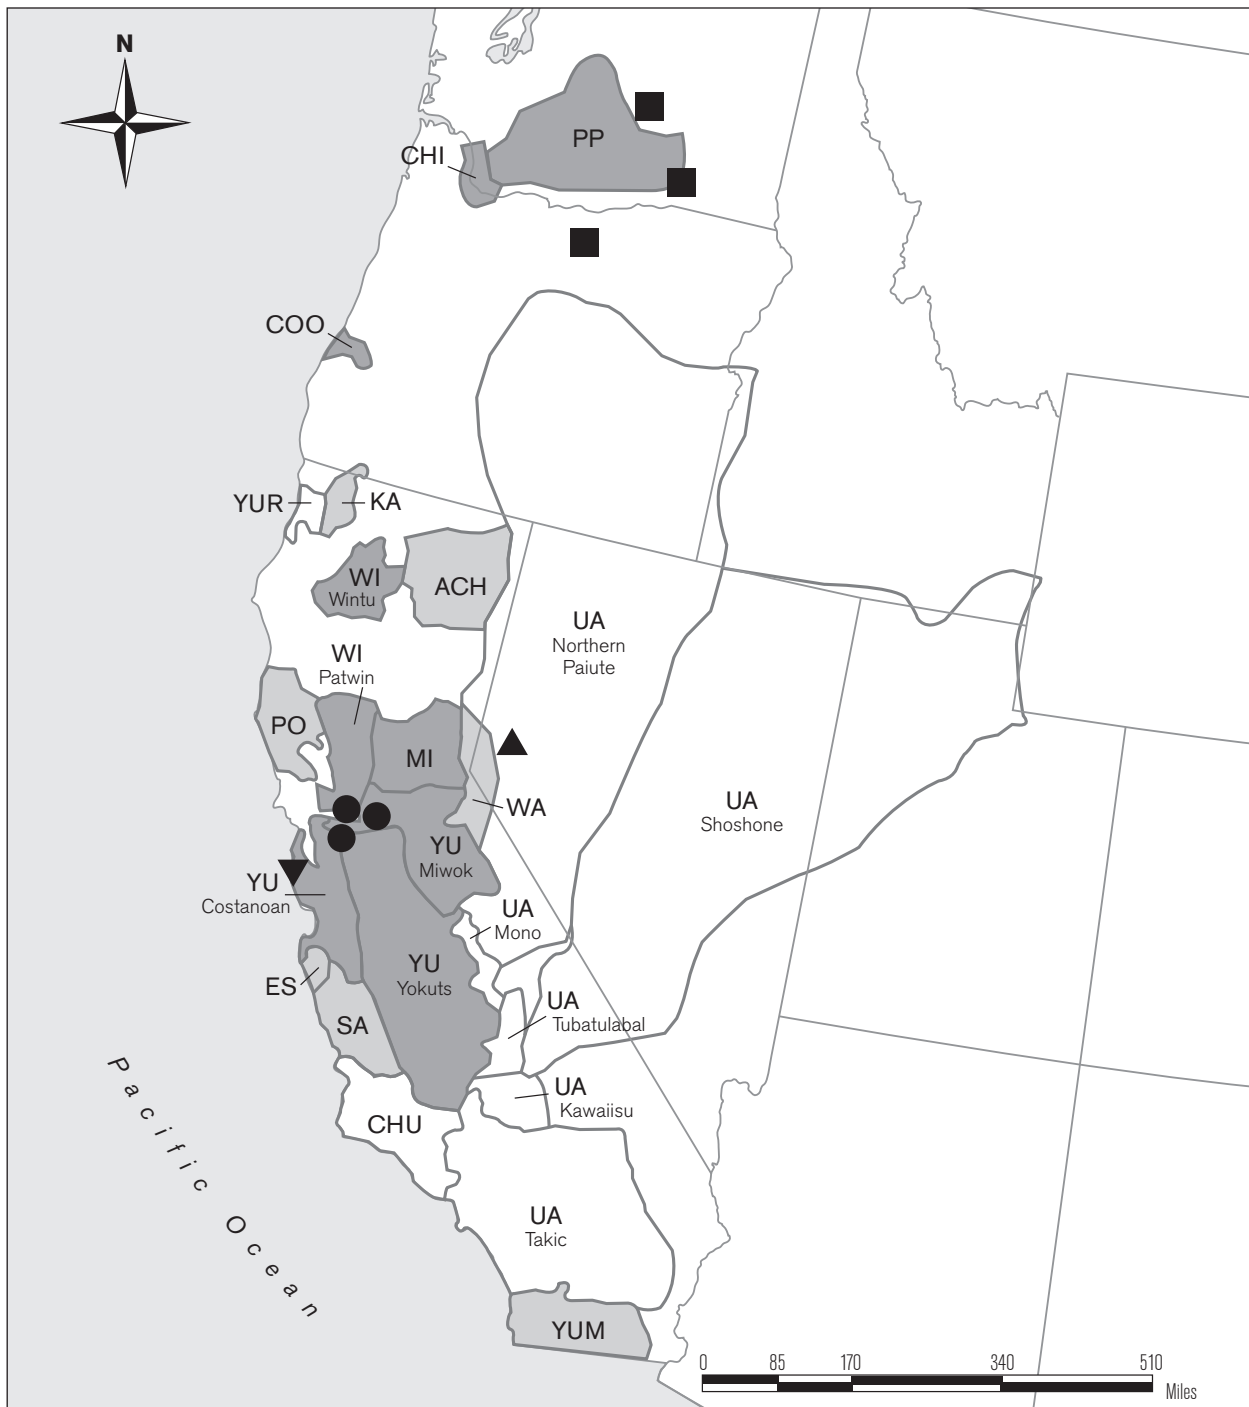 N
PP
CHI
COO
YUR
KA
WI
Wintu
ACH
UA
Northern
Paiute
WI
Patwin
PO
MI
WA
UA
Shoshone
YU
Miwok
YU
Costanoan
UA
Mono
YU
Yokuts
ES
SA
UA
Tubatulabal
UA
Kawaiisu
CHU
Pacific Ocean
UA
Takic
YUM
0 85 170 340 510
Miles